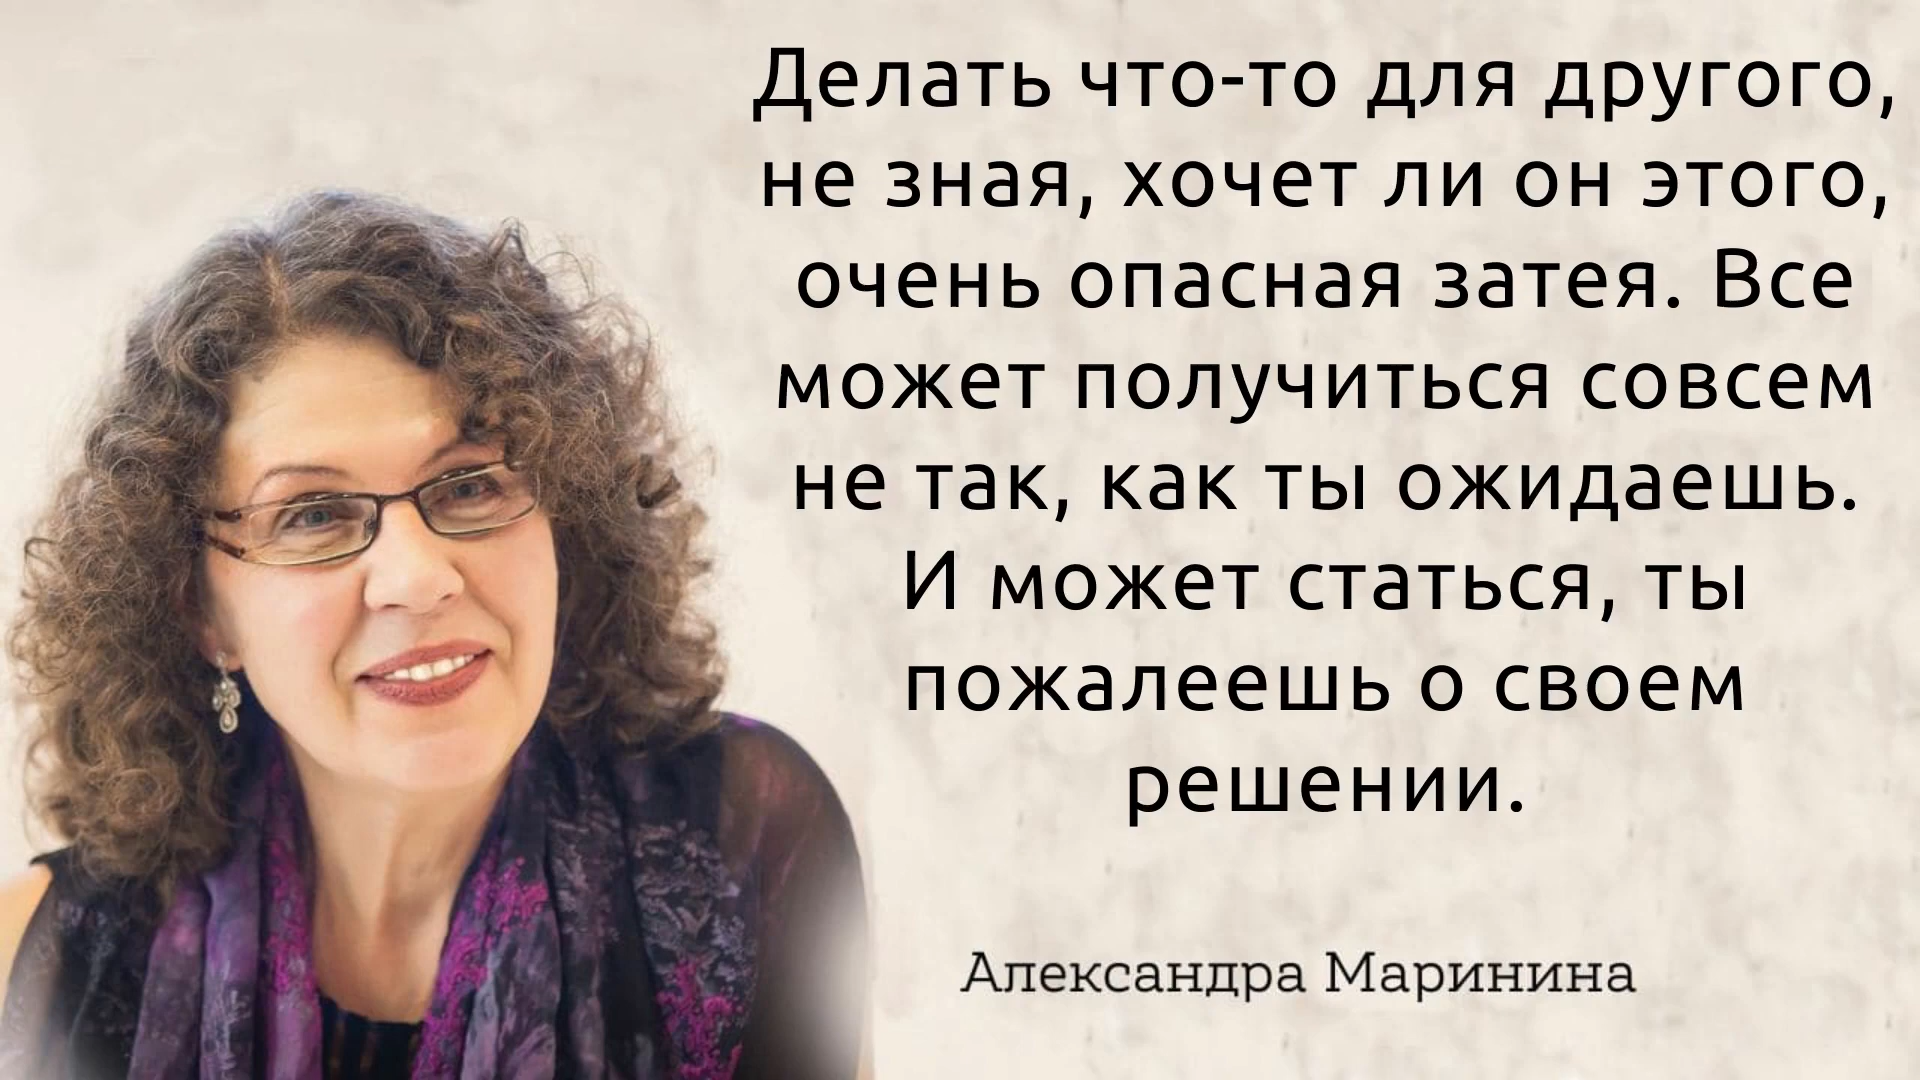 Делать что-то для другого,
не зная, хочет ли он этого,
очень опасная затея. Все
может получиться совсем
не так, как ты ожидаешь.
И может статься, ты
пожалеешь о своем
решении.
Александра Маринина